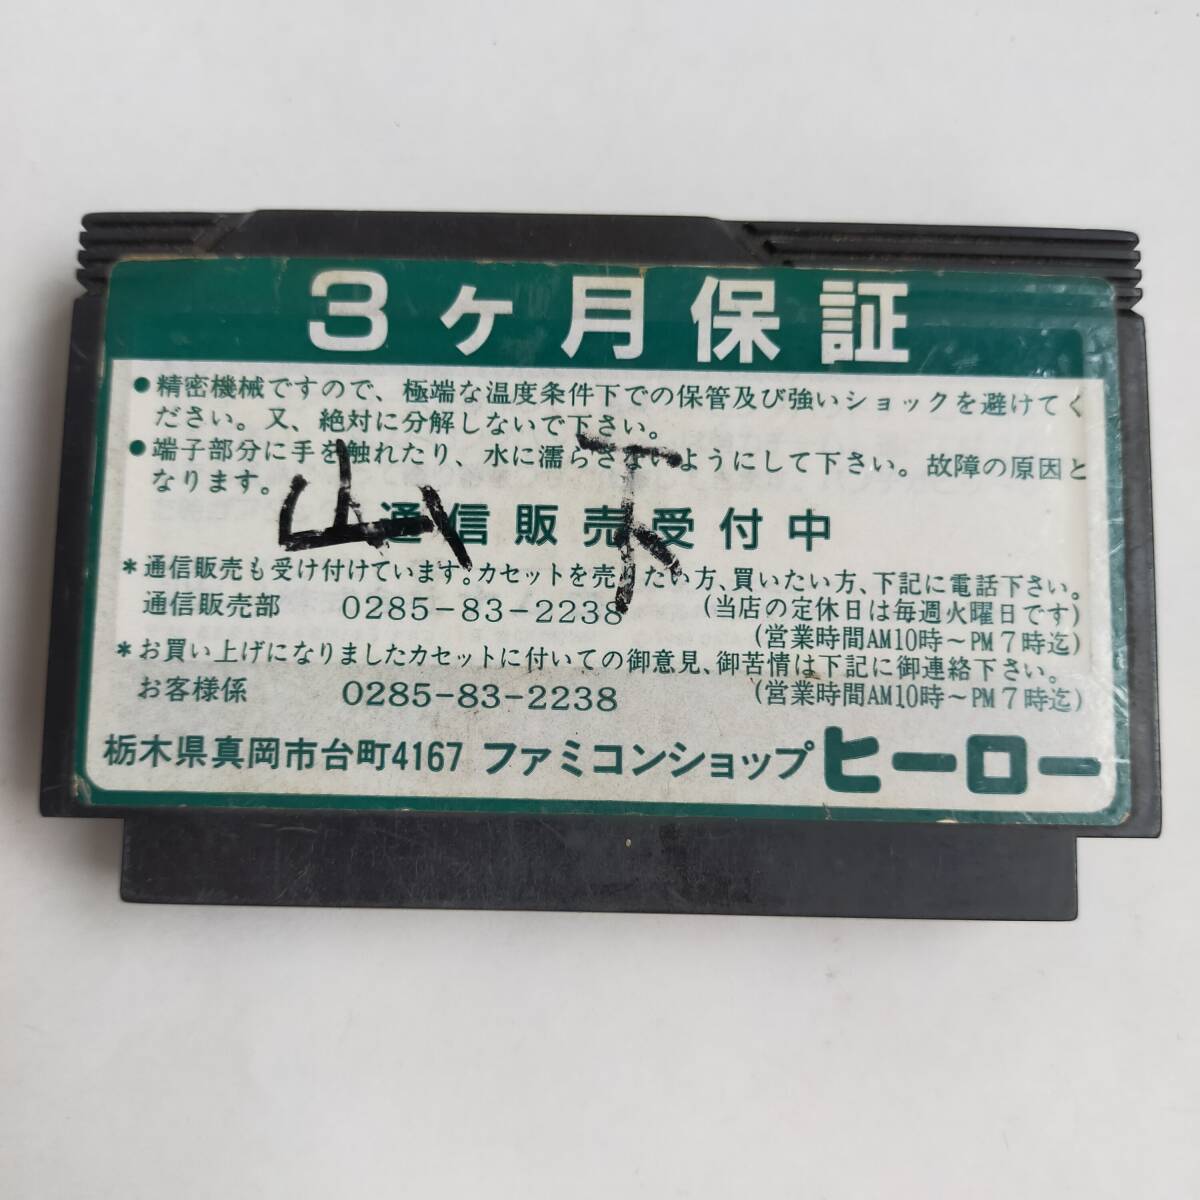 3ヶ月保証
●精密機械ですので、極端な温度条件下での保管及び強いショックを避けてく
ださい。又、絶対に分解しないで下さい。
●端子部分に手を触れたり、水に濡らさないようにして下さい。故障の原因と
なります。
山下
通信販売受付中
*通信販売も受け付けています。カセットを売りたい方、買いたい方、下記に電話下さい。
通信販売部 0285-83-2238 (当店の定休日は毎週火曜日です)
(営業時間AM10時～PM7時迄)
*お買い上げになりましたカセットに付いての御意見、御苦情は下記に御連絡下さい。
お客様係 0285-83-2238 (営業時間AM10時～PM7時迄)
栃木県真岡市台町4167 ファミコンショップヒーロー